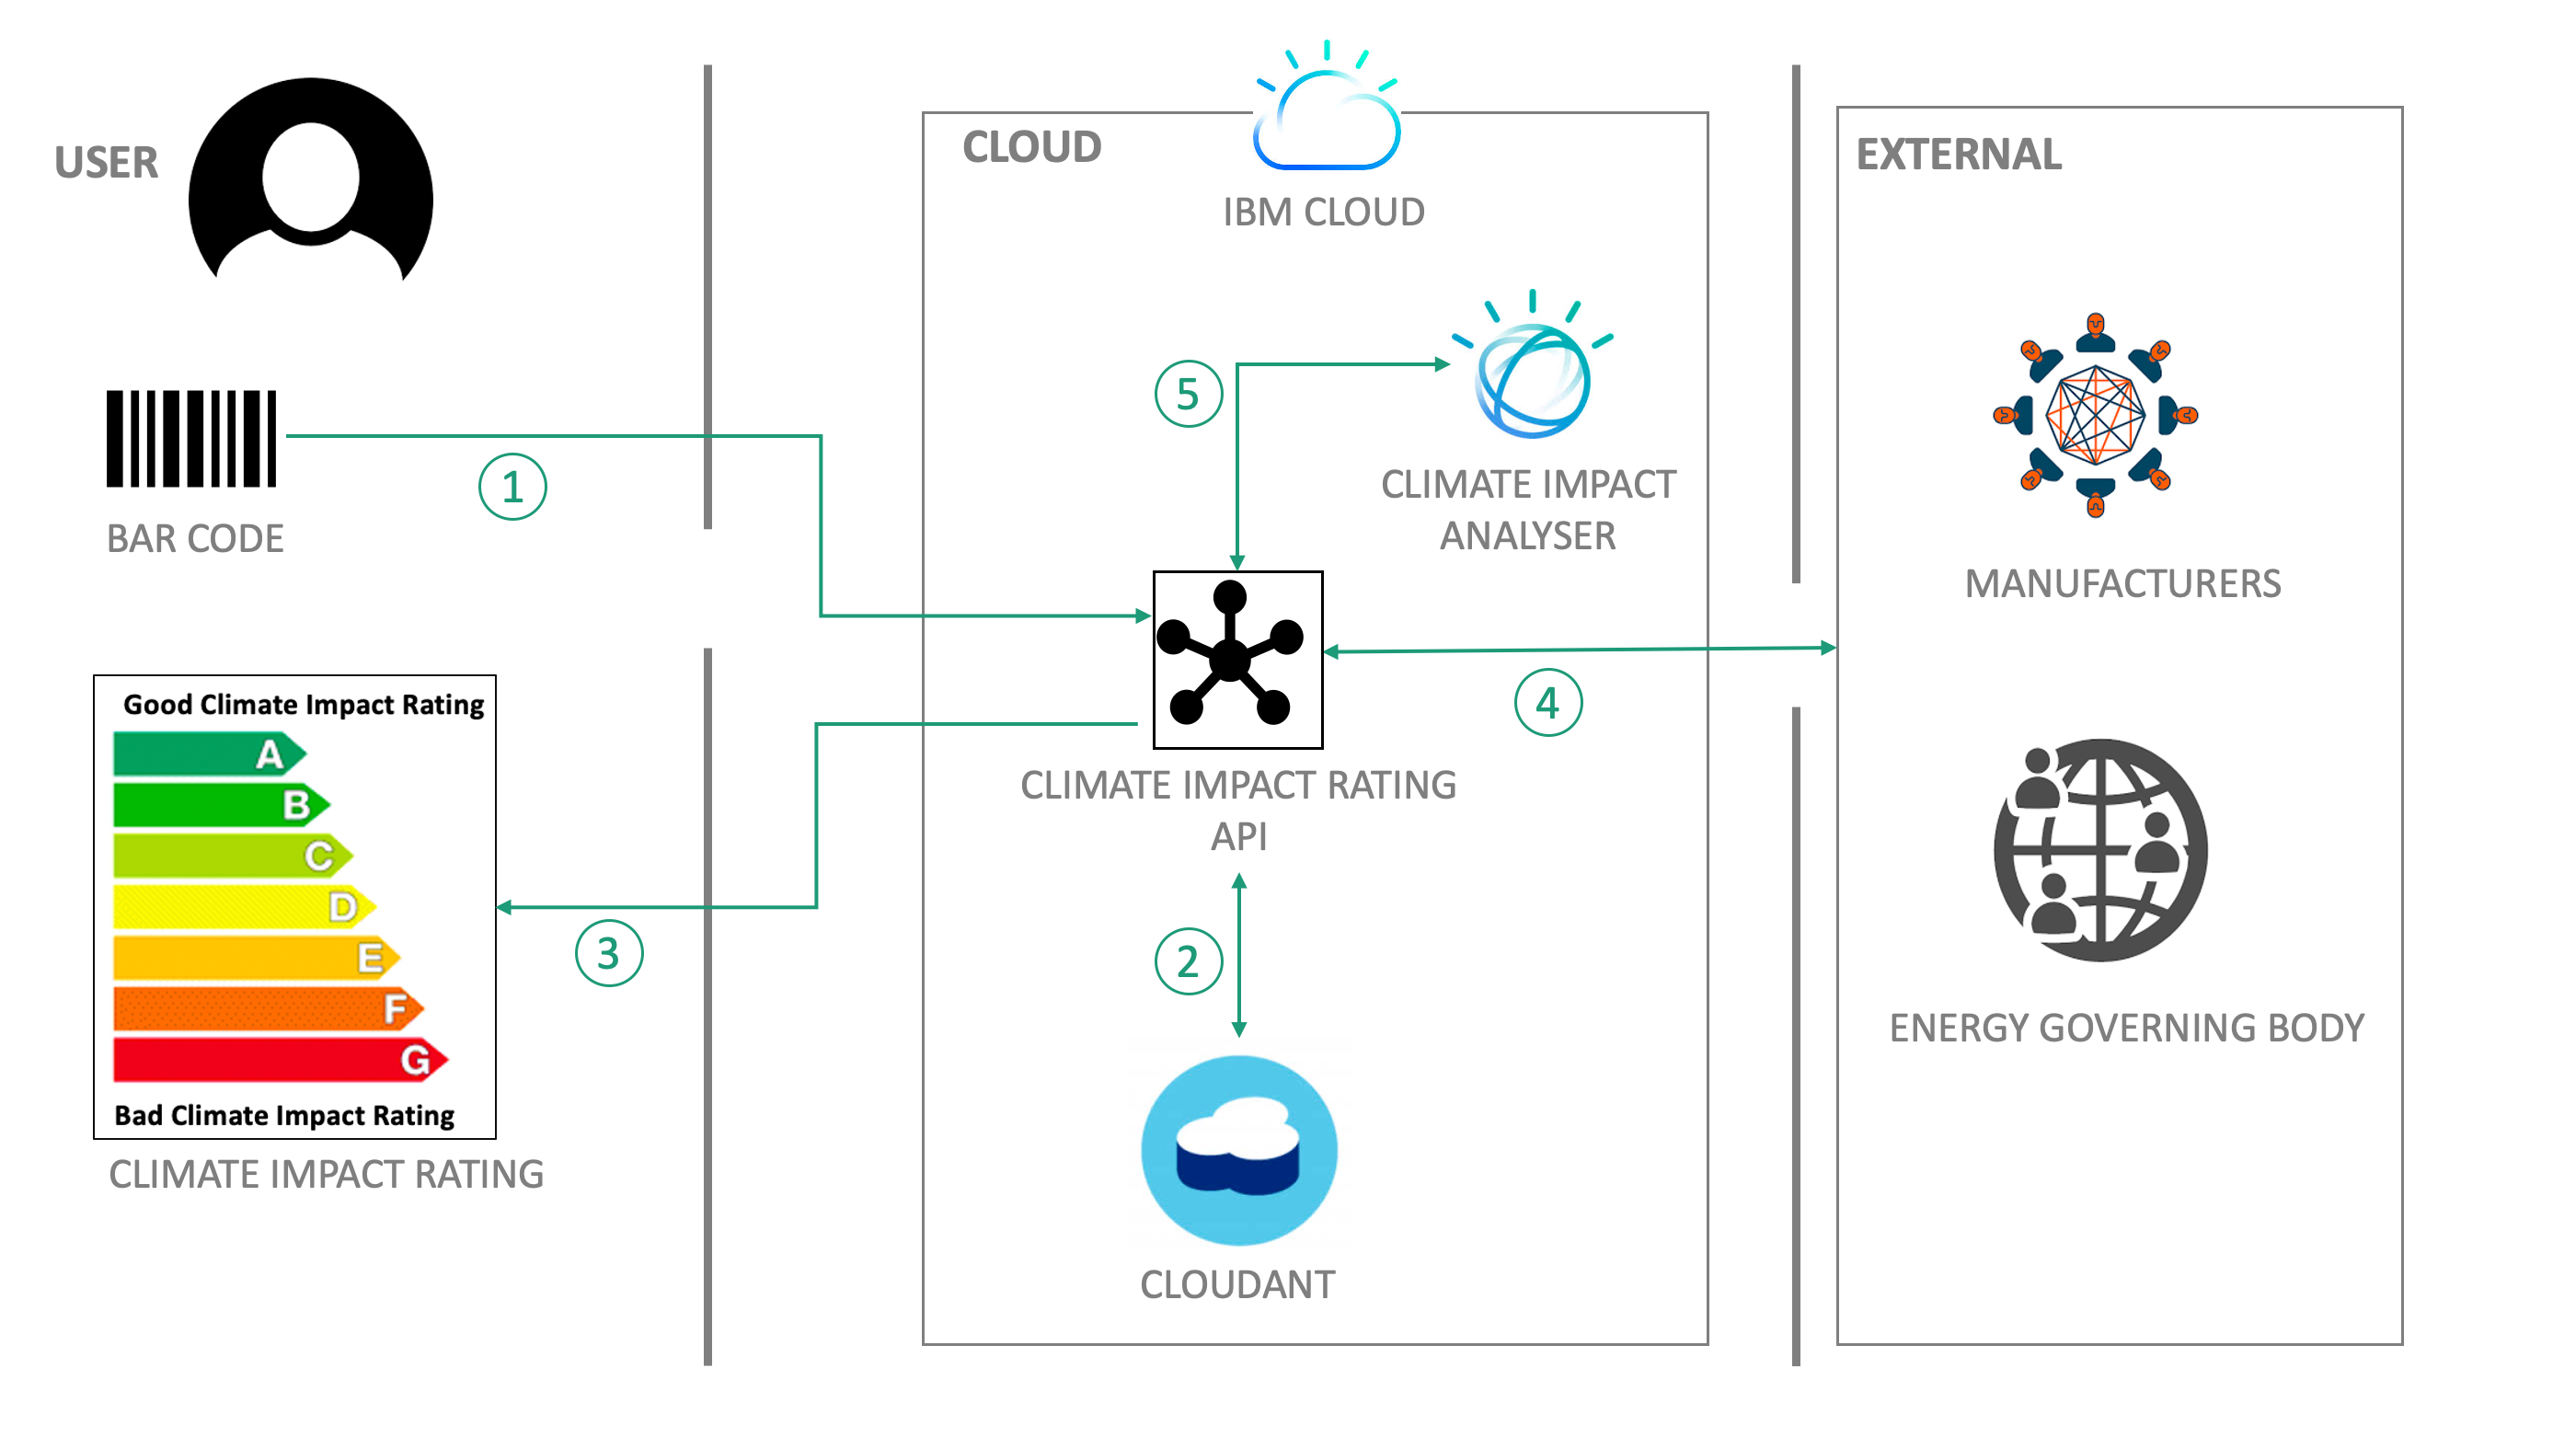 USER
BAR CODE
1
Good Climate Impact Rating
A
B
C
D
E
F
G
Bad Climate Impact Rating
CLIMATE IMPACT RATING
3
CLOUD
IBM CLOUD
5
CLIMATE IMPACT
ANALYSER
CLIMATE IMPACT RATING
API
4
2
CLOUDANT
EXTERNAL
MANUFACTURERS
ENERGY GOVERNING BODY